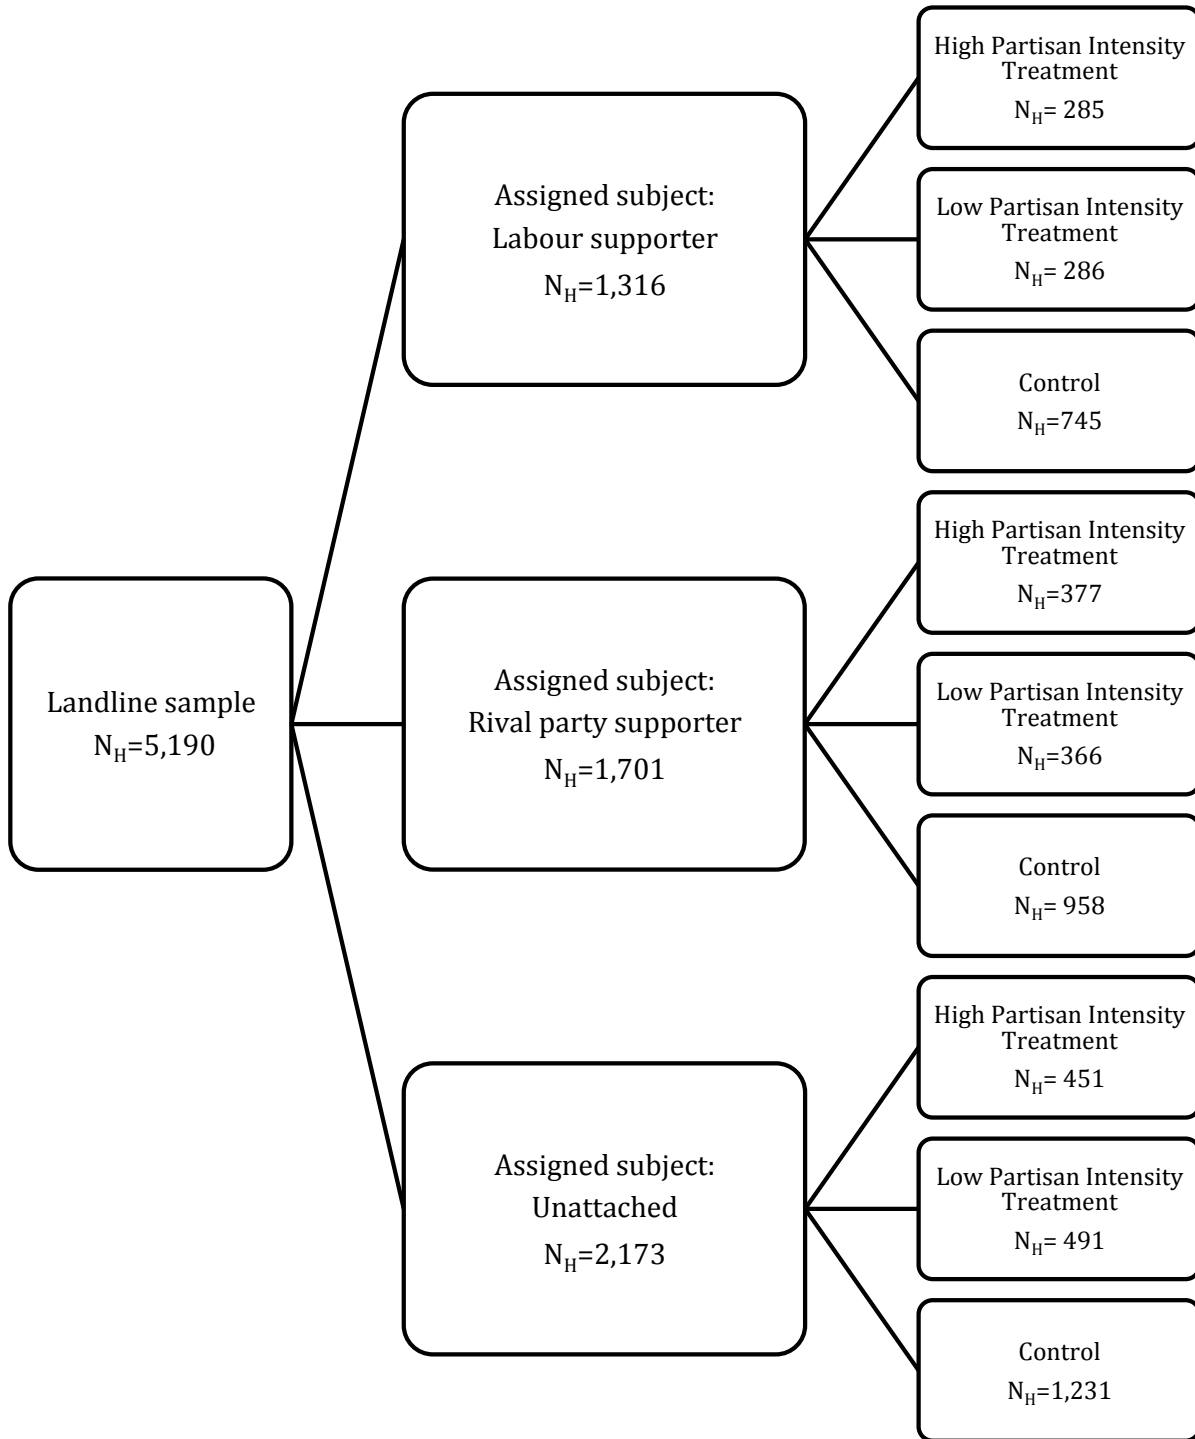 Landline sample
N_H=5,190
Assigned subject:
Labour supporter
N_H=1,316
High Partisan Intensity
Treatment
N_H= 285
Low Partisan Intensity
Treatment
N_H= 286
Control
N_H=745
Assigned subject:
Rival party supporter
N_H=1,701
High Partisan Intensity
Treatment
N_H=377
Low Partisan Intensity
Treatment
N_H=366
Control
N_H= 958
Assigned subject:
Unattached
N_H=2,173
High Partisan Intensity
Treatment
N_H= 451
Low Partisan Intensity
Treatment
N_H= 491
Control
N_H=1,231